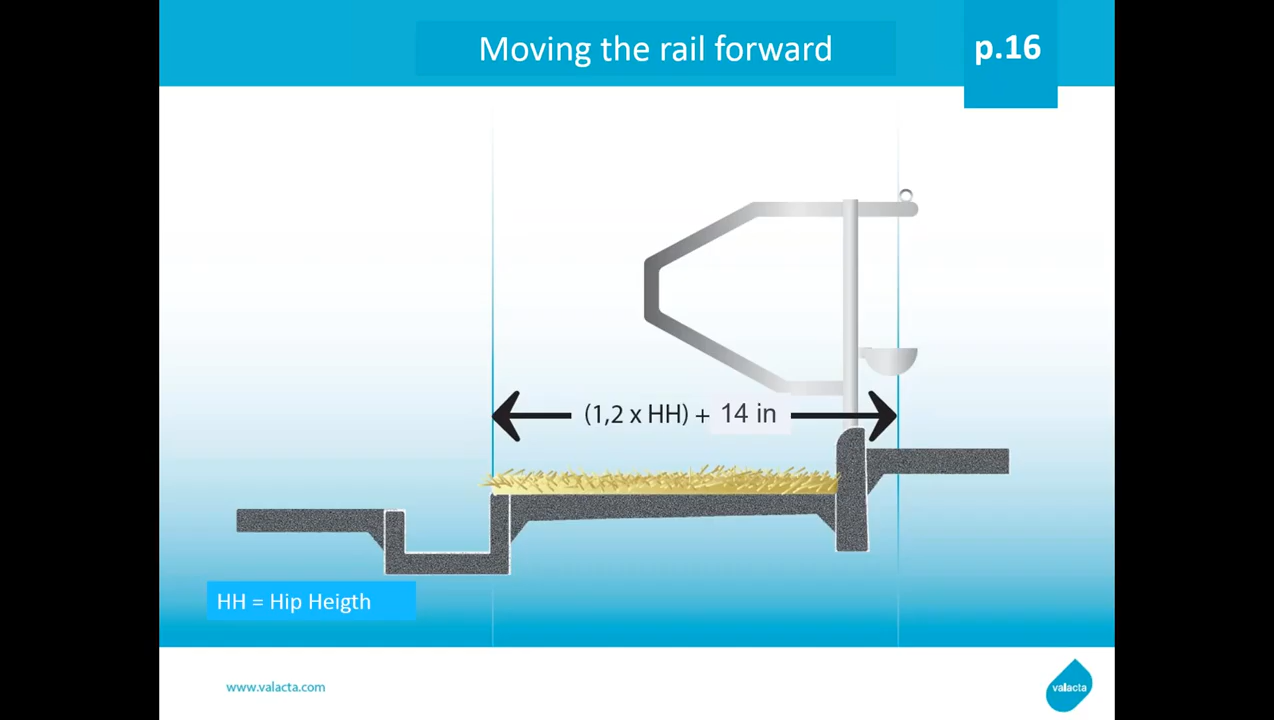 Moving the rail forward
p.16
(1,2 x HH) + 14 in
HH = Hip Heigth
www.valacta.com
valacta